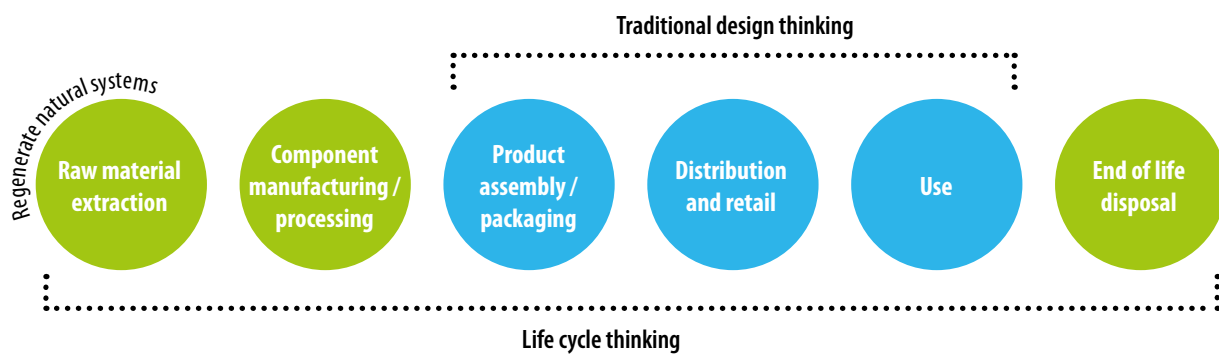 Traditional design thinking
Regenerate natural systems
Raw material
extraction
Component
manufacturing /
processing
Product
assembly /
packaging
Distribution
and retail
Use
End of life
disposal
Life cycle thinking